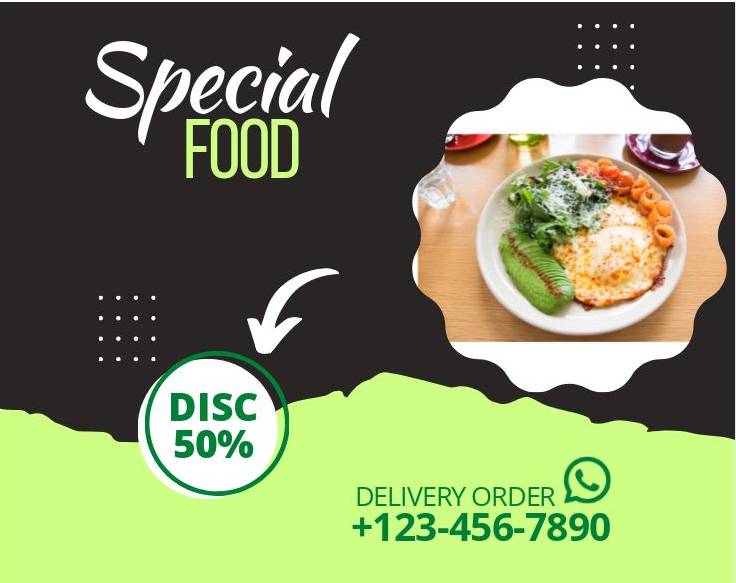 Special
FOOD
DISC
50%
DELIVERY ORDER
+123-456-7890